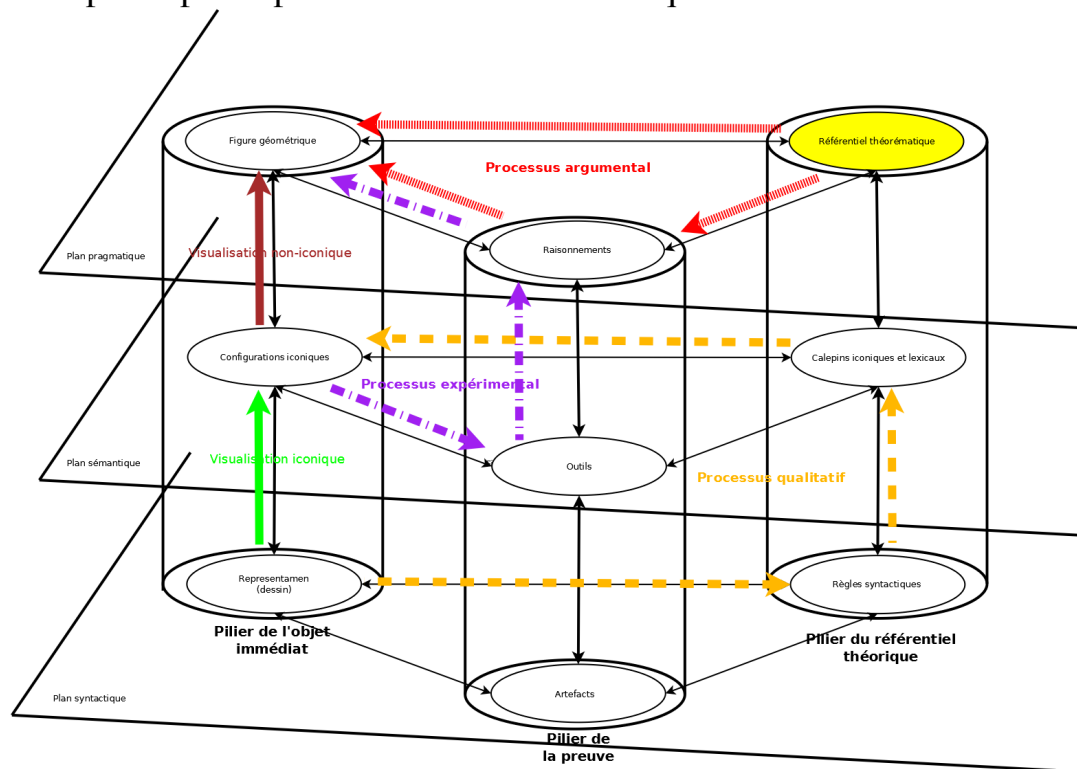 Figure géométrique
Référentiel théorématique
Processus argumental
Raisonnements
Visualisation non-iconique
Plan pragmatique
Configurations iconiques
Calepins iconiques et lexicaux
Processus expérimental
Visualisation iconique
Plan sémantique
Outils
Processus qualitatif
Representamen
(dessin)
Règles syntactiques
Pilier de l'objet
immédiat
Pilier du référentiel
théorique
Plan syntactique
Artefacts
Pilier de
la preuve